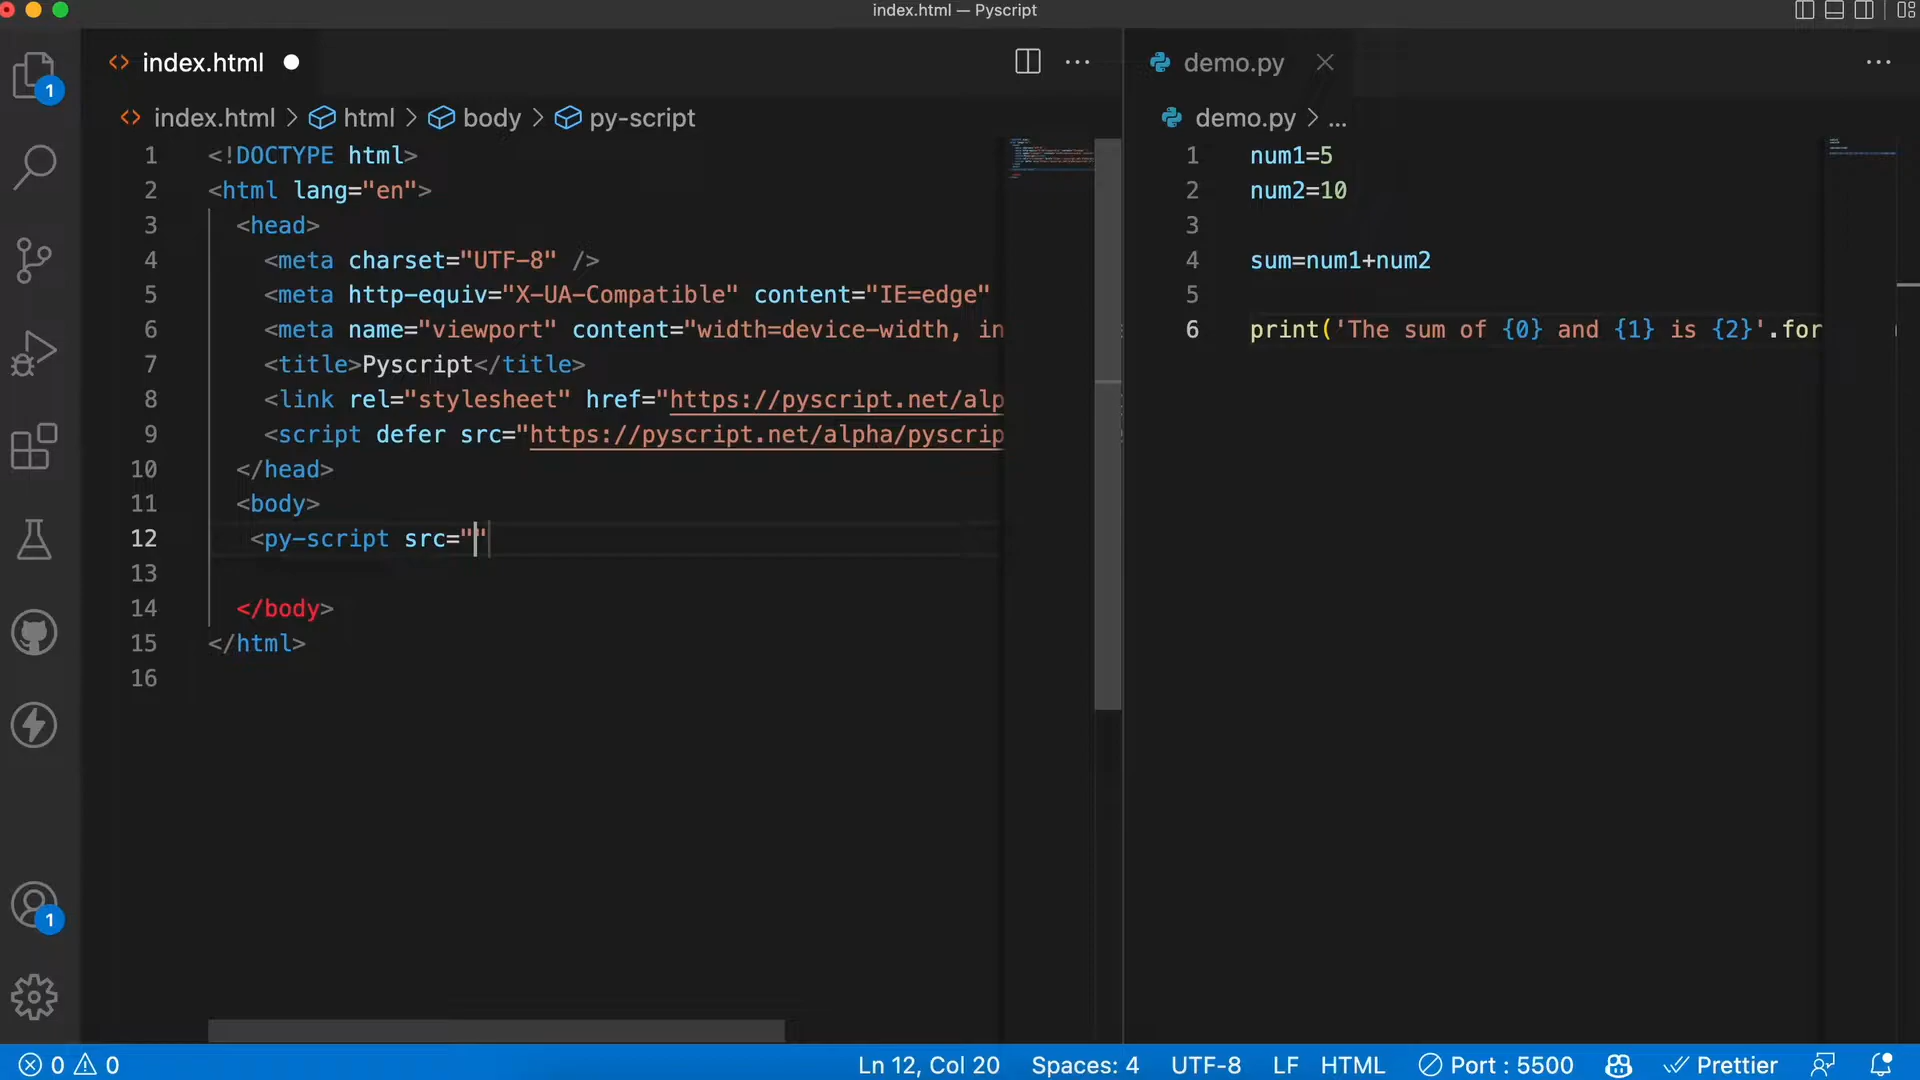 index.html — Pyscript
index.html
index.html > html > body > py-script
1 <!DOCTYPE html>
2 <html lang="en">
3 <head>
4 <meta charset="UTF-8" />
5 <meta http-equiv="X-UA-Compatible" content="IE=edge"
6 <meta name="viewport" content="width=device-width, in
7 <title>Pyscript</title>
8 <link rel="stylesheet" href="https://pyscript.net/alp
9 <script defer src="https://pyscript.net/alpha/pyscrip
10 </head>
11 <body>
12 <py-script src=""
13
14 </body>
15 </html>
16
demo.py
demo.py > ...
1 num1=5
2 num2=10
3
4 sum=num1+num2
5
6 print('The sum of {0} and {1} is {2}'.for
1
1
0 0
Ln 12, Col 20
Spaces: 4
UTF-8
LF
HTML
Port : 5500
Prettier